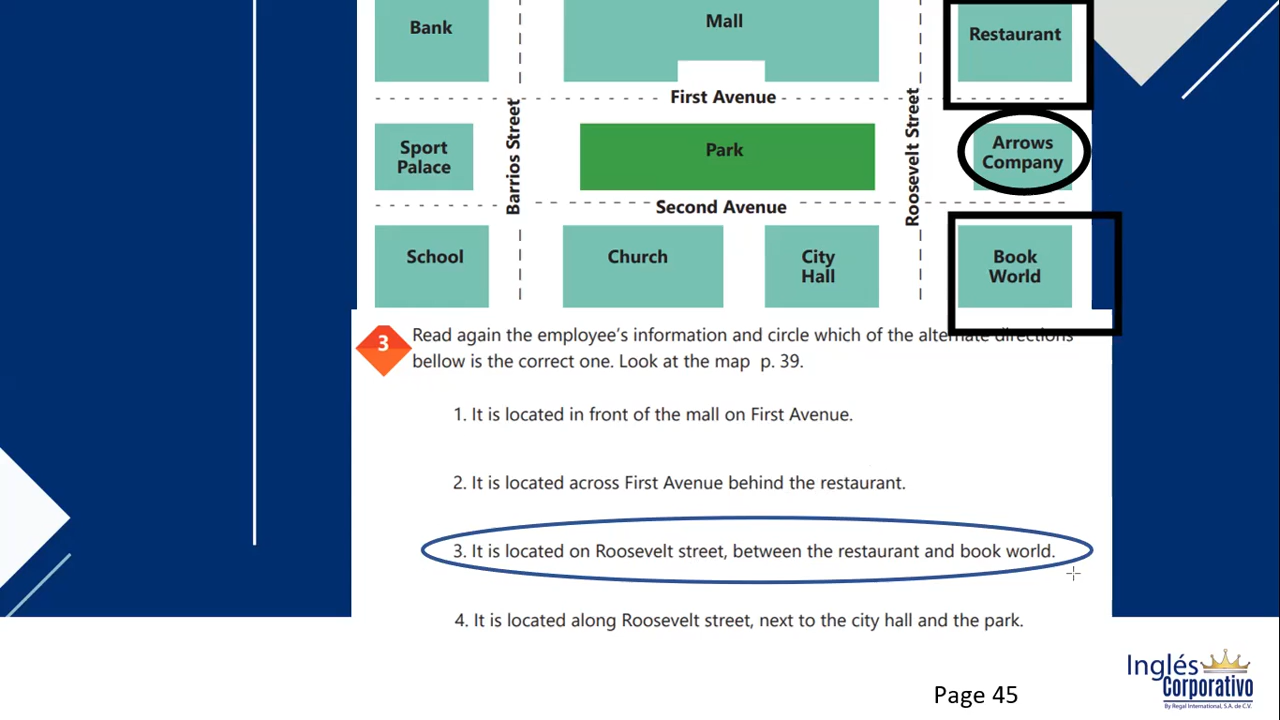 Bank
Mall
Restaurant
First Avenue
Barrios Street
Roosevelt Street
Sport
Palace
Park
Arrows
Company
Second Avenue
School
Church
City
Hall
Book
World
3
Read again the employee's information and circle which of the alternate directions
bellow is the correct one. Look at the map p. 39.
1. It is located in front of the mall on First Avenue.
2. It is located across First Avenue behind the restaurant.
3. It is located on Roosevelt street, between the restaurant and book world.
4. It is located along Roosevelt street, next to the city hall and the park.
Page 45
Inglés
Corporativo
By Regal International, S.A. de C.V.